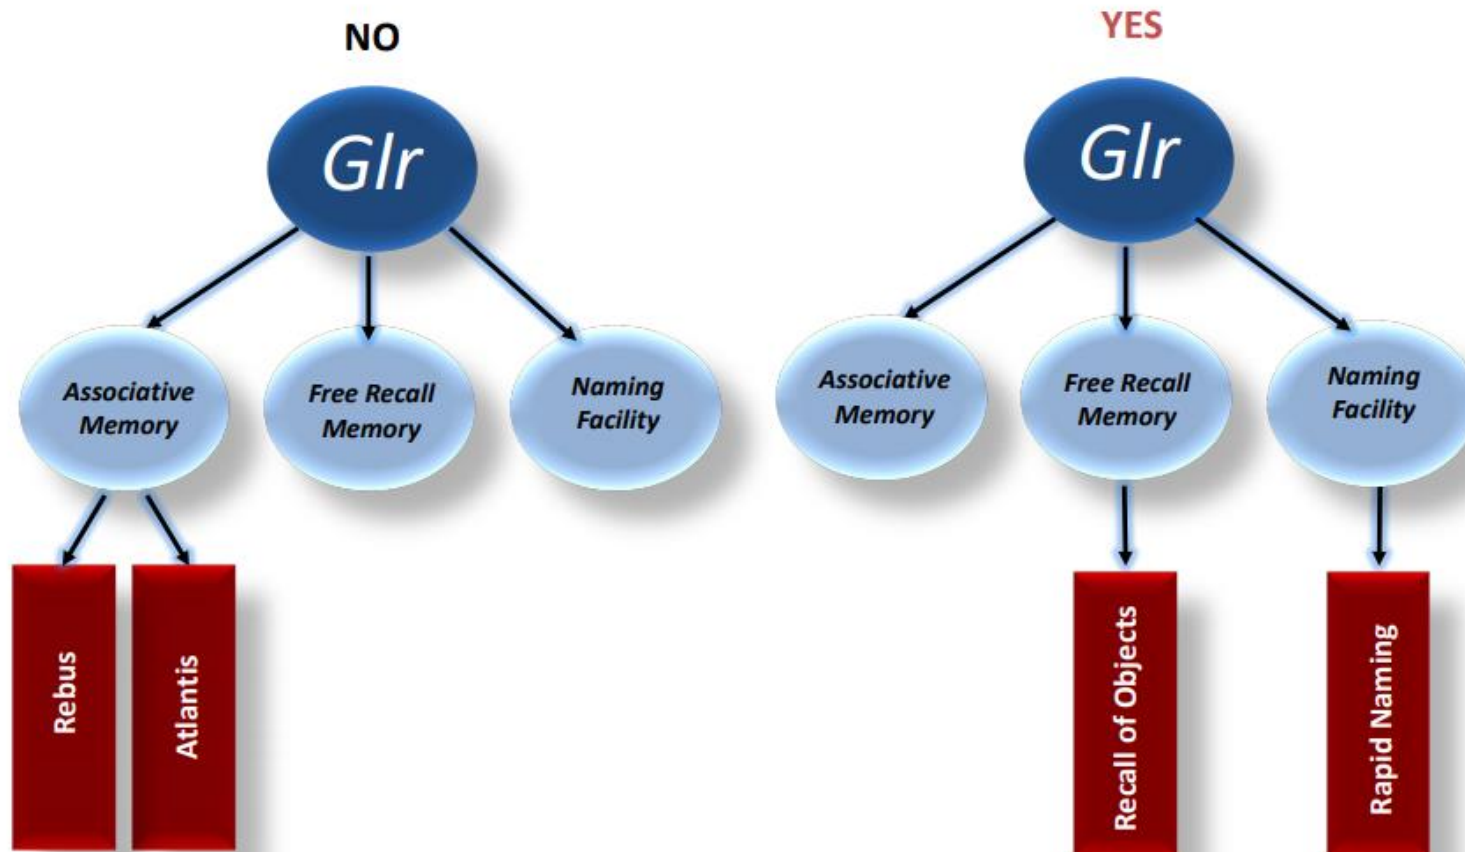 NO
Glr
Associative
Memory
Free Recall
Memory
Naming
Facility
Rebus
Atlantis
YES
Glr
Associative
Memory
Free Recall
Memory
Naming
Facility
Recall of Objects
Rapid Naming